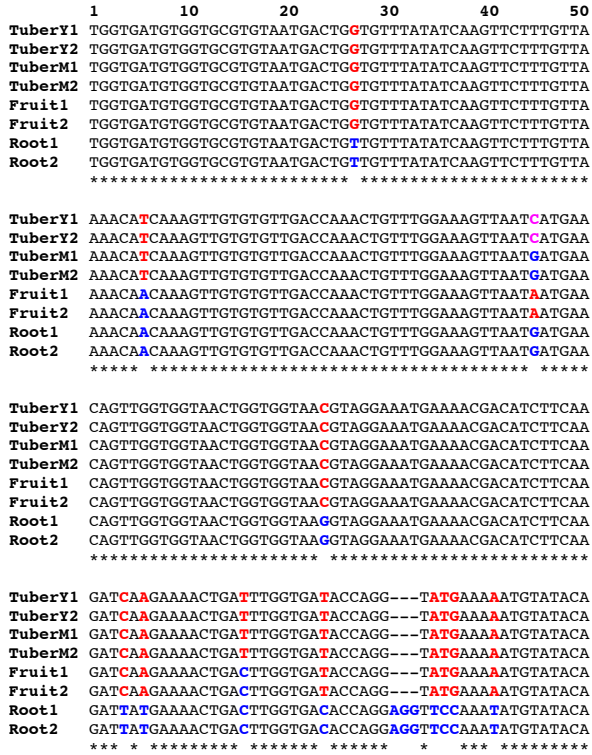 1 10 20 30 40 50
TuberY1 TGGTGATGTGGTGCGTGTAATGACTGGTGTTTATATCAAGTTCTTTGTTA
TuberY2 TGGTGATGTGGTGCGTGTAATGACTGGTGTTTATATCAAGTTCTTTGTTA
TuberM1 TGGTGATGTGGTGCGTGTAATGACTGGTGTTTATATCAAGTTCTTTGTTA
TuberM2 TGGTGATGTGGTGCGTGTAATGACTGGTGTTTATATCAAGTTCTTTGTTA
Fruit1 TGGTGATGTGGTGCGTGTAATGACTGGTGTTTATATCAAGTTCTTTGTTA
Fruit2 TGGTGATGTGGTGCGTGTAATGACTGGTGTTTATATCAAGTTCTTTGTTA
Root1 TGGTGATGTGGTGCGTGTAATGACTGTTGTTTATATCAAGTTCTTTGTTA
Root2 TGGTGATGTGGTGCGTGTAATGACTGTTGTTTATATCAAGTTCTTTGTTA
************************** ***********************
TuberY1 AAACATCAAAGTTGTGTGTTGACCAAACTGTTTGGAAAGTTAATCATGAA
TuberY2 AAACATCAAAGTTGTGTGTTGACCAAACTGTTTGGAAAGTTAATCATGAA
TuberM1 AAACATCAAAGTTGTGTGTTGACCAAACTGTTTGGAAAGTTAATGATGAA
TuberM2 AAACATCAAAGTTGTGTGTTGACCAAACTGTTTGGAAAGTTAATGATGAA
Fruit1 AAACAACAAAGTTGTGTGTTGACCAAACTGTTTGGAAAGTTAATAATGAA
Fruit2 AAACAACAAAGTTGTGTGTTGACCAAACTGTTTGGAAAGTTAATAATGAA
Root1 AAACAACAAAGTTGTGTGTTGACCAAACTGTTTGGAAAGTTAATGATGAA
Root2 AAACAACAAAGTTGTGTGTTGACCAAACTGTTTGGAAAGTTAATGATGAA
***** ************************************** *****
TuberY1 CAGTTGGTGGTAACTGGTGGTAACGTAGGAAATGAAAACGACATCTTCAA
TuberY2 CAGTTGGTGGTAACTGGTGGTAACGTAGGAAATGAAAACGACATCTTCAA
TuberM1 CAGTTGGTGGTAACTGGTGGTAACGTAGGAAATGAAAACGACATCTTCAA
TuberM2 CAGTTGGTGGTAACTGGTGGTAACGTAGGAAATGAAAACGACATCTTCAA
Fruit1 CAGTTGGTGGTAACTGGTGGTAACGTAGGAAATGAAAACGACATCTTCAA
Fruit2 CAGTTGGTGGTAACTGGTGGTAACGTAGGAAATGAAAACGACATCTTCAA
Root1 CAGTTGGTGGTAACTGGTGGTAAGGTAGGAAATGAAAACGACATCTTCAA
Root2 CAGTTGGTGGTAACTGGTGGTAAGGTAGGAAATGAAAACGACATCTTCAA
*********************** **************************
TuberY1 GATCAAGAAAACTGATTTGGTGATACCAGG---TATGAAAAATGTATACA
TuberY2 GATCAAGAAAACTGATTTGGTGATACCAGG---TATGAAAAATGTATACA
TuberM1 GATCAAGAAAACTGATTTGGTGATACCAGG---TATGAAAAATGTATACA
TuberM2 GATCAAGAAAACTGATTTGGTGATACCAGG---TATGAAAAATGTATACA
Fruit1 GATCAAGAAAACTGACTTGGTGATACCAGG---TATGAAAAATGTATACA
Fruit2 GATCAAGAAAACTGACTTGGTGATACCAGG---TATGAAAAATGTATACA
Root1 GATTATGAAAACTGACTTGGTGACACCAGGAGGTTCCAAATATGTATACA
Root2 GATTATGAAAACTGACTTGGTGACACCAGGAGGTTCCAAATATGTATACA
*** * ********* ******* ******   *   *** *********